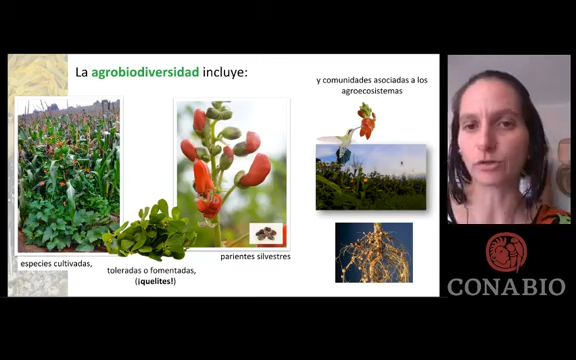 La agrobiodiversidad incluye:
y comunidades asociadas a los
agroecosistemas
especies cultivadas,
toleradas o fomentadas,
(¡quelites!)
parientes silvestres
CONABIO